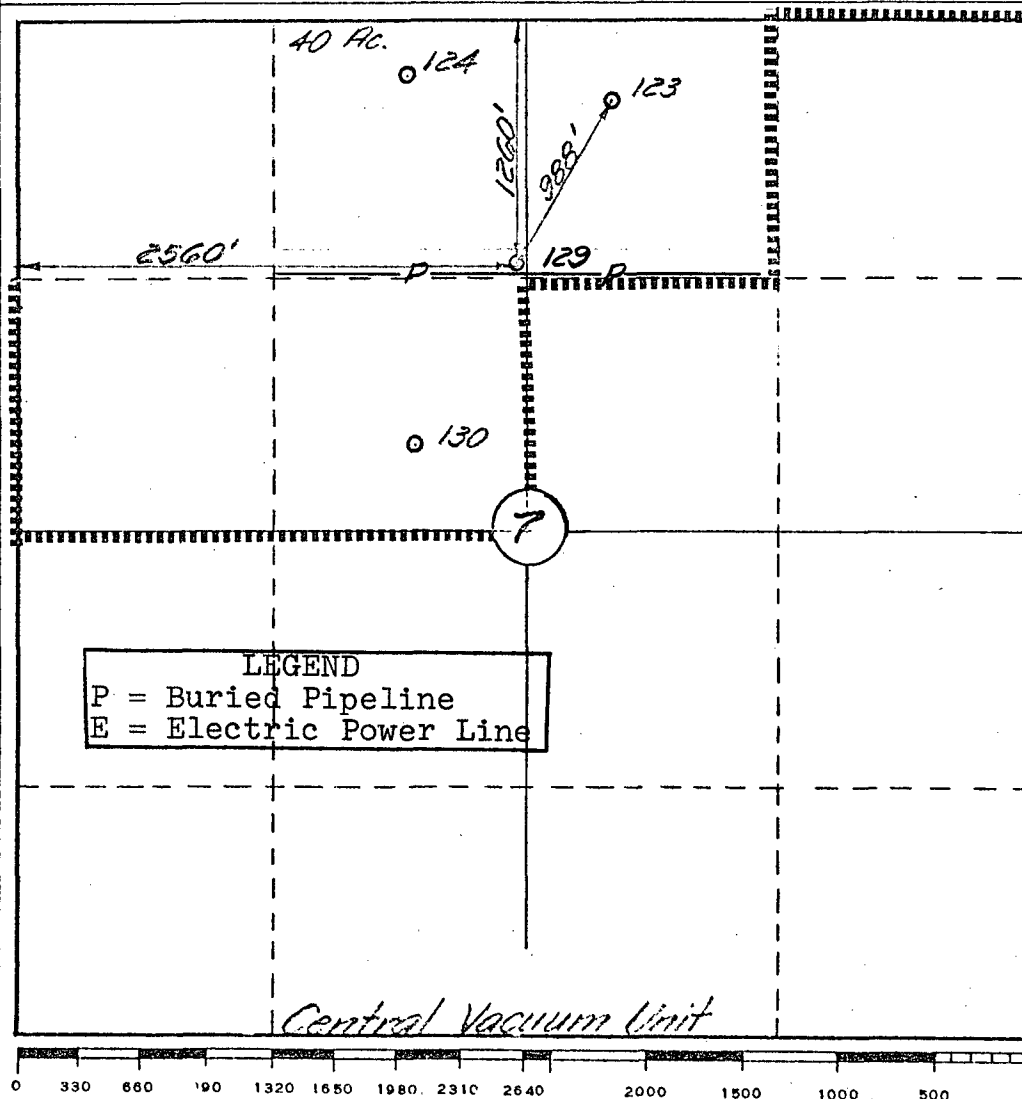 40 Ac.
124
123
1260'
988'
2560'
129
P
P
130
7
LEGEND
P = Buried Pipeline
E = Electric Power Line
Central Vacuum Unit
0 330 660 990 1320 1650 1980. 2310 2640 2000 1500 1000 500